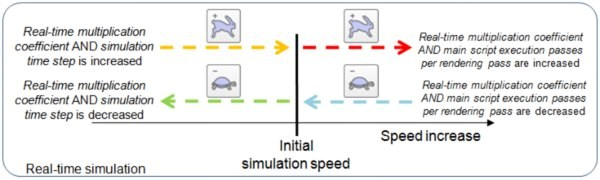 Real-time multiplication
coefficient AND simulation
time step is increased
Real-time multiplication coefficient
AND main script execution passes
per rendering pass are increased
Real-time multiplication
coefficient AND simulation
time step is decreased
Real-time multiplication coefficient
AND main script execution passes
per rendering pass are decreased
Initial
simulation speed
Speed increase
Real-time simulation